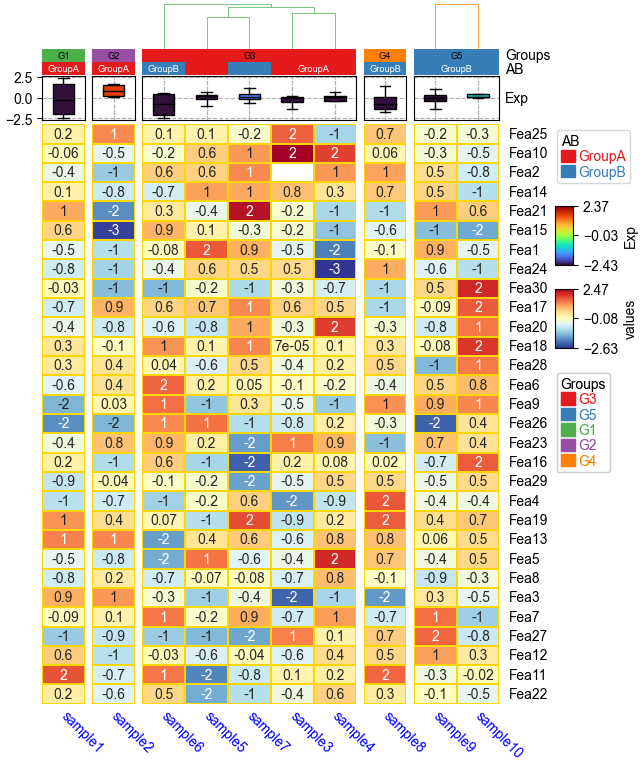 G1 G2 G3 G4 G5 Groups
GroupA GroupA GroupB GroupA GroupB AB
2.5
0.0 Exp
−2.5
0.2 1 0.1 0.1 -0.2 2 -1 0.7 -0.2 -0.3 Fea25
-0.06 -0.5 -0.2 0.6 1 2 2 0.06 -0.3 -0.5 Fea10
-0.4 -1 0.6 0.6 1 1 1 0.5 -0.8 Fea2
0.1 -0.8 -0.7 1 1 0.8 0.3 0.7 0.5 -1 Fea14
1 -2 0.3 -0.4 2 -0.2 -1 -1 1 0.6 Fea21
0.6 -3 0.9 0.1 -0.3 -0.2 -1 -0.6 -1 -2 Fea15
-0.5 -1 -0.08 2 0.9 -0.5 -2 -0.1 0.9 -0.5 Fea1
-0.8 -1 -0.4 0.6 0.5 0.5 -3 1 -0.6 -1 Fea24
-0.03 -1 -1 -0.2 -1 -0.3 -0.7 -1 0.5 2 Fea30
-0.7 0.9 0.6 0.7 1 0.6 0.5 -1 -0.09 2 Fea17
-0.4 -0.8 -0.6 -0.8 1 -0.3 2 -0.3 -0.8 1 Fea20
0.3 -0.1 1 0.1 1 7e-05 0.1 0.3 -0.08 2 Fea18
0.3 0.4 0.04 -0.6 0.5 -0.4 0.2 0.5 -1 1 Fea28
-0.6 0.4 2 0.2 0.05 -0.1 -0.2 -0.4 0.5 0.8 Fea6
-2 0.03 1 -1 0.3 -0.5 -1 1 0.9 1 Fea9
-2 -2 1 1 -1 -0.8 0.2 -0.3 -2 0.4 Fea26
-0.4 0.8 0.9 0.2 -2 1 0.9 -1 0.7 0.4 Fea23
0.2 -1 0.6 -1 -2 0.2 0.08 0.02 -0.7 2 Fea16
-0.9 -0.04 -0.1 -0.2 -2 -0.5 0.5 0.5 -0.5 0.5 Fea29
-1 -0.7 -1 -0.2 0.6 -2 -0.9 2 -0.4 -0.4 Fea4
1 0.4 0.07 -1 2 -0.9 0.2 2 0.4 0.7 Fea19
1 1 -2 0.4 0.6 -0.6 0.8 0.8 0.06 0.5 Fea13
-0.5 -0.8 -2 1 -0.6 -0.4 2 0.7 -0.4 0.5 Fea5
-0.8 0.2 -0.7 -0.07 -0.08 -0.7 0.8 -0.1 -0.9 -0.3 Fea8
0.9 1 -0.3 -1 -0.4 -2 -1 -2 0.3 -0.5 Fea3
-0.09 0.1 1 -0.2 0.9 -0.7 1 -0.7 1 -1 Fea7
-1 -0.9 -1 -1 -2 1 0.1 0.7 2 -0.8 Fea27
0.6 -1 -0.03 -0.6 -0.04 -0.6 0.4 0.5 1 0.3 Fea12
2 -0.7 1 -2 -0.8 0.1 0.2 2 -0.3 -0.02 Fea11
0.2 -0.6 0.5 -2 -1 -0.4 0.6 0.3 -0.1 -0.5 Fea22
sample1 sample2 sample6 sample5 sample7 sample3 sample4 sample8 sample9 sample10
AB
GroupA
GroupB
2.37
−0.03
−2.43
Exp
2.47
−0.08
−2.63
values
Groups
G3
G5
G1
G2
G4